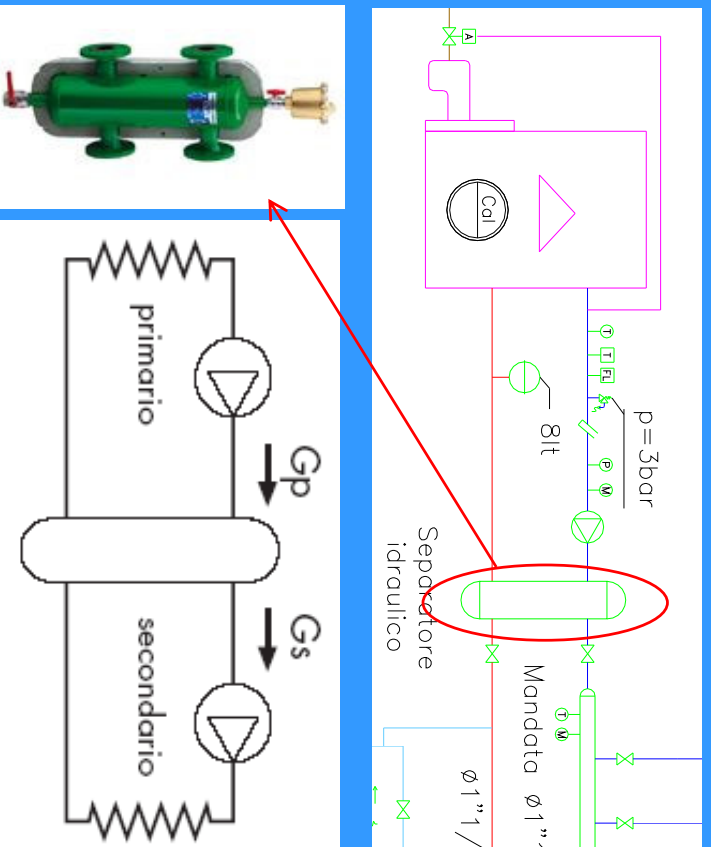 primario
Gp
Gs
secondario
A
Cal
T
T
FL
p=3bar
8lt
P
M
Separatore
idraulico
T
M
Mandata ø1"
ø1"1/